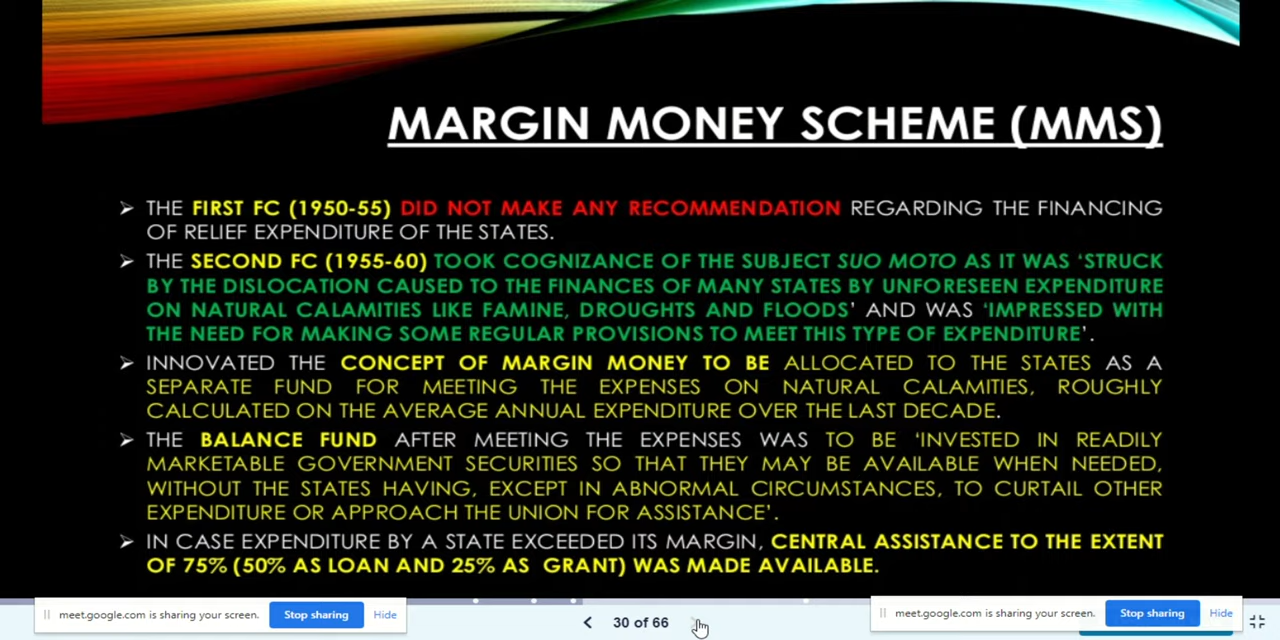 MARGIN MONEY SCHEME (MMS)
➢ THE FIRST FC (1950-55) DID NOT MAKE ANY RECOMMENDATION REGARDING THE FINANCING
OF RELIEF EXPENDITURE OF THE STATES.
➢ THE SECOND FC (1955-60) TOOK COGNIZANCE OF THE SUBJECT SUO MOTO AS IT WAS ‘STRUCK
BY THE DISLOCATION CAUSED TO THE FINANCES OF MANY STATES BY UNFORESEEN EXPENDITURE
ON NATURAL CALAMITIES LIKE FAMINE, DROUGHTS AND FLOODS’ AND WAS ‘IMPRESSED WITH
THE NEED FOR MAKING SOME REGULAR PROVISIONS TO MEET THIS TYPE OF EXPENDITURE’.
➢ INNOVATED THE CONCEPT OF MARGIN MONEY TO BE ALLOCATED TO THE STATES AS A
SEPARATE FUND FOR MEETING THE EXPENSES ON NATURAL CALAMITIES, ROUGHLY
CALCULATED ON THE AVERAGE ANNUAL EXPENDITURE OVER THE LAST DECADE.
➢ THE BALANCE FUND AFTER MEETING THE EXPENSES WAS TO BE ‘INVESTED IN READILY
MARKETABLE GOVERNMENT SECURITIES SO THAT THEY MAY BE AVAILABLE WHEN NEEDED,
WITHOUT THE STATES HAVING, EXCEPT IN ABNORMAL CIRCUMSTANCES, TO CURTAIL OTHER
EXPENDITURE OR APPROACH THE UNION FOR ASSISTANCE’.
➢ IN CASE EXPENDITURE BY A STATE EXCEEDED ITS MARGIN, CENTRAL ASSISTANCE TO THE EXTENT
OF 75% (50% AS LOAN AND 25% AS GRANT) WAS MADE AVAILABLE.
meet.google.com is sharing your screen. Stop sharing Hide
30 of 66
meet.google.com is sharing your screen. Stop sharing Hide